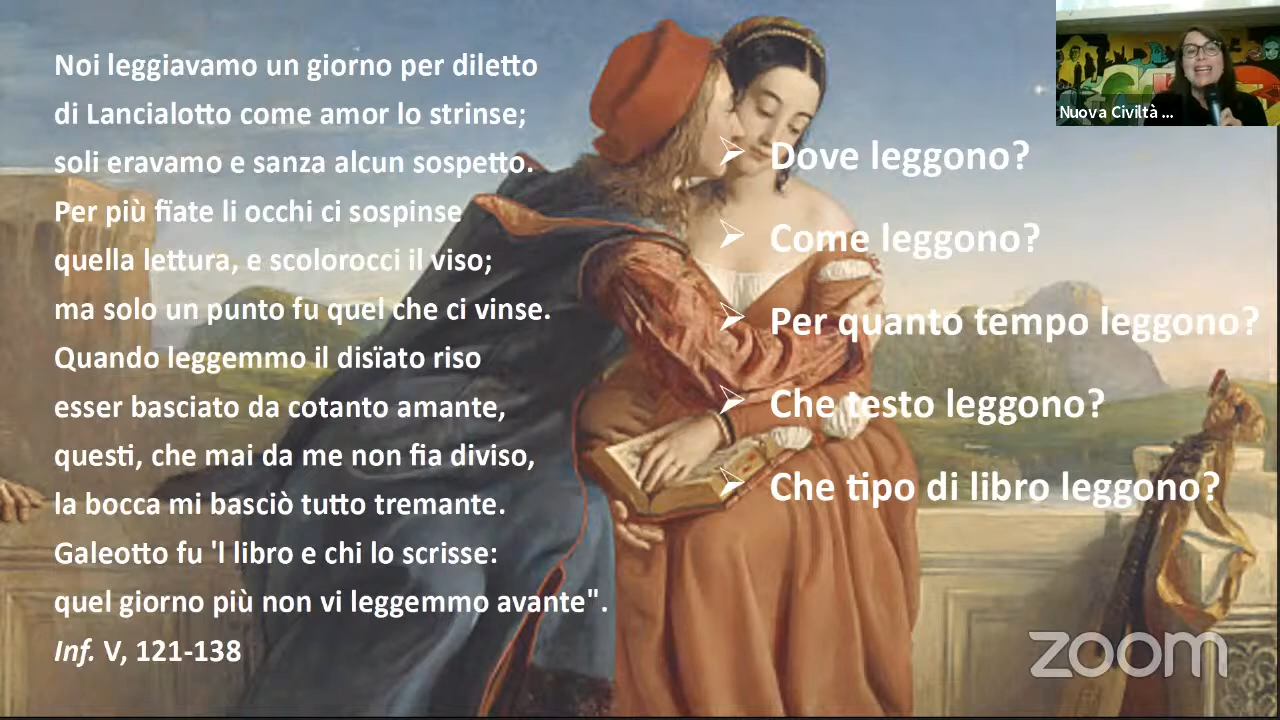 Noi leggiavamo un giorno per diletto
di Lancialotto come amor lo strinse;
soli eravamo e sanza alcun sospetto.
Per più fïate li occhi ci sospinse
quella lettura, e scolorocci il viso;
ma solo un punto fu quel che ci vinse.
Quando leggemmo il disïato riso
esser basciato da cotanto amante,
questi, che mai da me non fia diviso,
la bocca mi basciò tutto tremante.
Galeotto fu 'l libro e chi lo scrisse:
quel giorno più non vi leggemmo avante".
Inf. V, 121-138
Dove leggono?
Come leggono?
Per quanto tempo leggono?
Che testo leggono?
Che tipo di libro leggono?
Nuova Civiltà ...
zoom